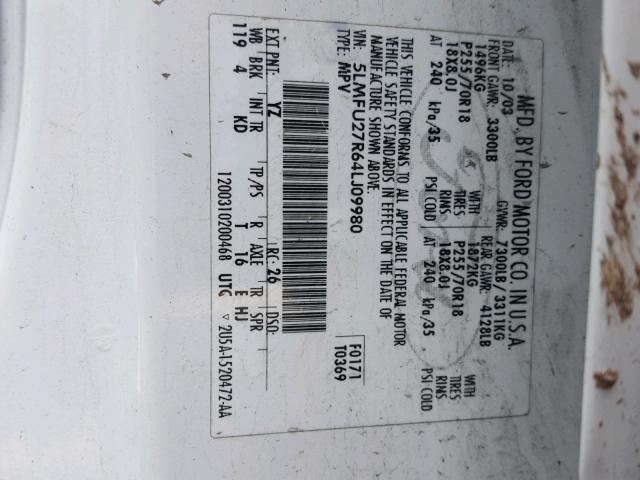 MFD. BY FORD MOTOR CO. IN U.S.A.
DATE: 10/03 GVWR: 7300LB / 3311KG
FRONT GAWR: 3300LB REAR GAWR: 4128LB
1496KG WITH 1872KG WITH
P255/70R18 TIRES P255/70R18 TIRES
18X8.0J RIMS 18X8.0J RIMS
AT 240 kPa/35 PSI COLD AT 240 kPa/35 PSI COLD
THIS VEHICLE CONFORMS TO ALL APPLICABLE FEDERAL MOTOR
VEHICLE SAFETY STANDARDS IN EFFECT ON THE DATE OF
MANUFACTURE SHOWN ABOVE.
VIN: 5LMFU27R64LJ09980 F0171
TYPE: MPV T0369
EXT PNT: YZ RC: 26 DSO:
WB BRK INT TR TP/PS R AXLE TR SPR
119 4 KD T 16 E HJ
1200310200468 UTC ▽ 2U5A-1520472-AA